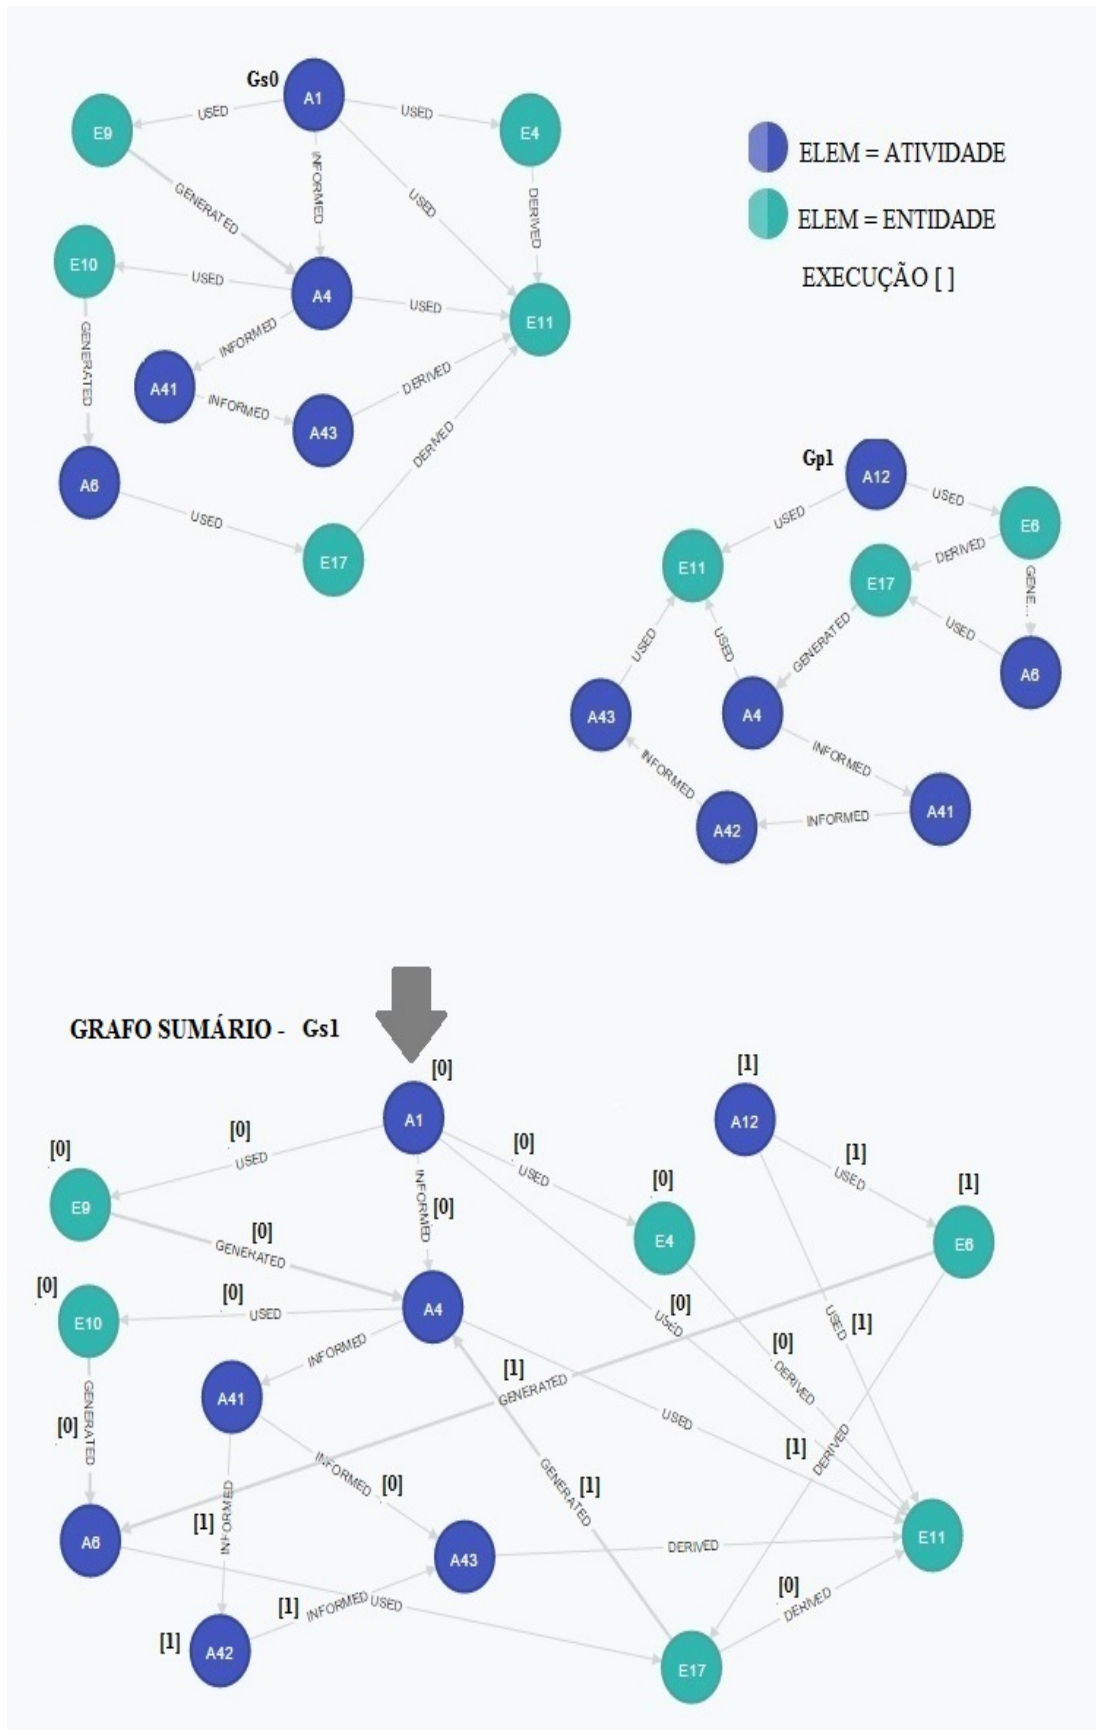 Gs0
A1
E9
USED
USED
E4
GENERATED
INFORMED
USED
DERIVED
E10
USED
A4
USED
E11
GENERATED
INFORMED
A41
INFORMED
A43
DERIVED
A6
USED
DERIVED
E17
ELEM = ATIVIDADE
ELEM = ENTIDADE
EXECUÇÃO [ ]
Gp1
A12
USED
USED
E6
E11
E17
DERIVED
GENE...
USED
USED
GENERATED
USED
A6
A43
A4
INFORMED
INFORMED
A42
INFORMED
A41
GRAFO SUMÁRIO - Gs1
[0]
A1
[1]
A12
[0]
[0]
USED
[0]
USED
[1]
USED
E9
INFORMED
[0]
[0]
E4
[1]
E6
[0]
GENERATED
[0]
E10
[0]
USED
A4
[0]
USED
USED
[1]
[0]
DERIVED
INFORMED
[1]
GENERATED
GENERATED
[0]
A41
USED
[1]
DERIVED
INFORMED
[0]
GENERATED
[1]
[1]
INFORMED
A6
A43
DERIVED
E11
[1]
INFORMED
USED
[0]
DERIVED
[1]
A42
E17